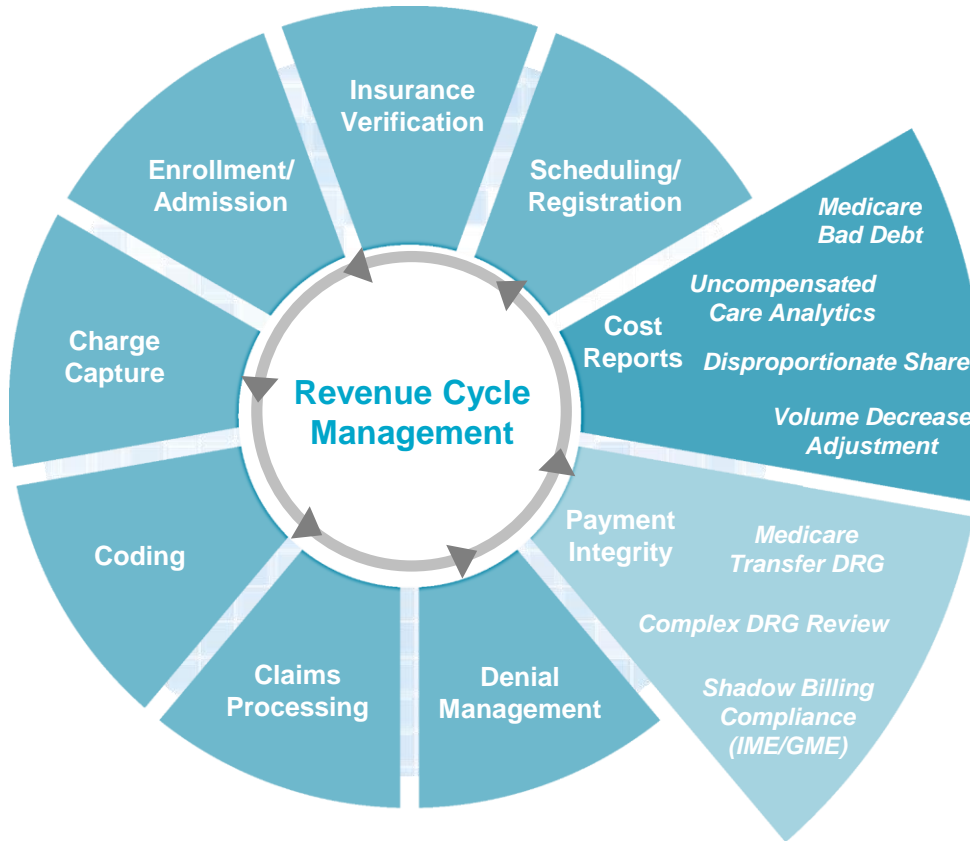 Insurance
Verification
Scheduling/
Registration
Enrollment/
Admission
Medicare
Bad Debt
Uncompensated
Care Analytics
Cost
Reports
Disproportionate Share
Volume Decrease
Adjustment
Charge
Capture
Revenue Cycle
Management
Payment
Integrity
Medicare
Transfer DRG
Complex DRG Review
Shadow Billing
Compliance
(IME/GME)
Coding
Claims
Processing
Denial
Management